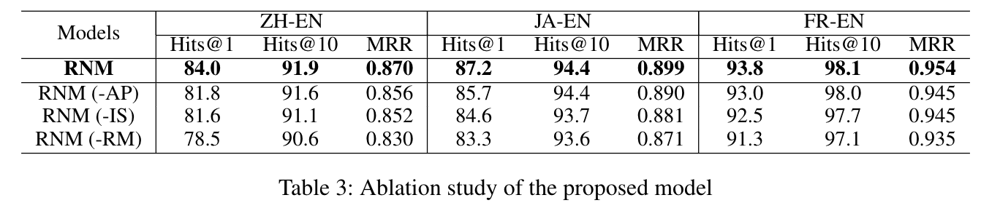 Models ZH-EN JA-EN FR-EN
Hits@1 Hits@10 MRR Hits@1 Hits@10 MRR Hits@1 Hits@10 MRR
RNM 84.0 91.9 0.870 87.2 94.4 0.899 93.8 98.1 0.954
RNM (-AP) 81.8 91.6 0.856 85.7 94.4 0.890 93.0 98.0 0.945
RNM (-IS) 81.6 91.1 0.852 84.6 93.7 0.881 92.5 97.7 0.945
RNM (-RM) 78.5 90.6 0.830 83.3 93.6 0.871 91.3 97.1 0.935
Table 3: Ablation study of the proposed model